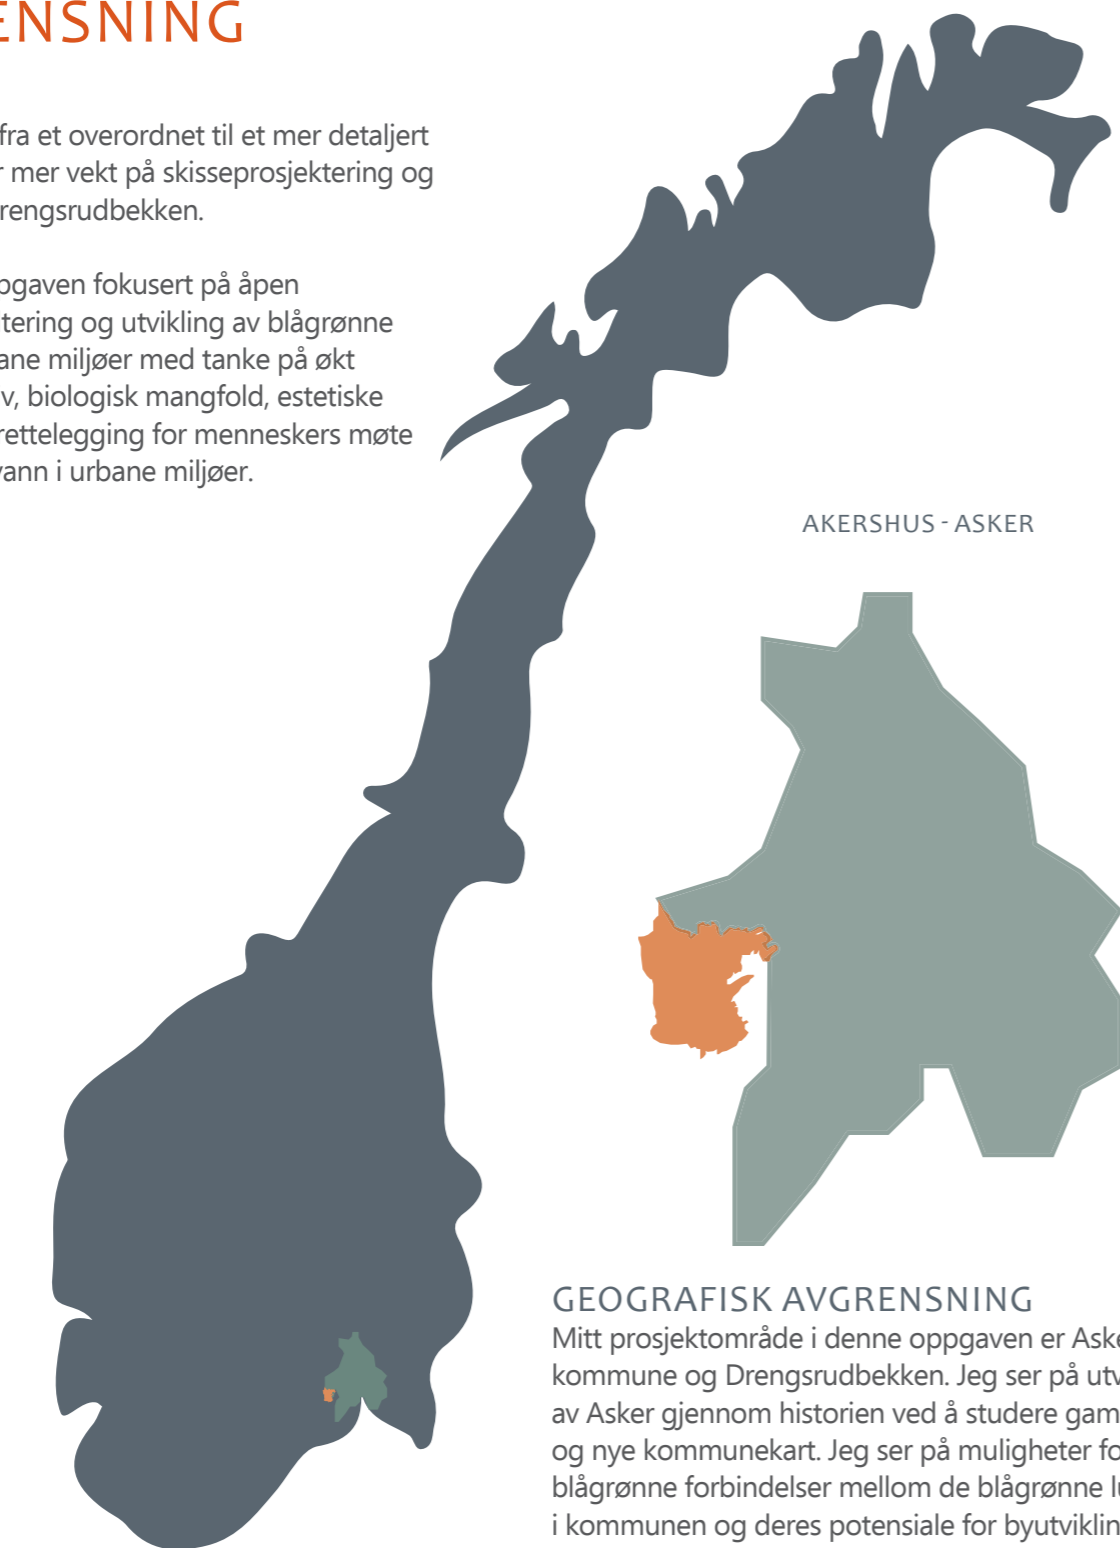 ENSNING
fra et overordnet til et mer detaljert
r mer vekt på skisseprosjektering og
rengsrudbekken.
pgaven fokusert på åpen
tering og utvikling av blågrønne
ane miljøer med tanke på økt
v, biologisk mangfold, estetiske
rettelegging for menneskers møte
vann i urbane miljøer.
AKERSHUS - ASKER
GEOGRAFISK AVGRENSNING
Mitt prosjektområde i denne oppgaven er Aske
kommune og Drengsrudbekken. Jeg ser på utv
av Asker gjennom historien ved å studere gam
og nye kommunekart. Jeg ser på muligheter fo
blågrønne forbindelser mellom de blågrønne lu
i kommunen og deres potensiale for byutviklin